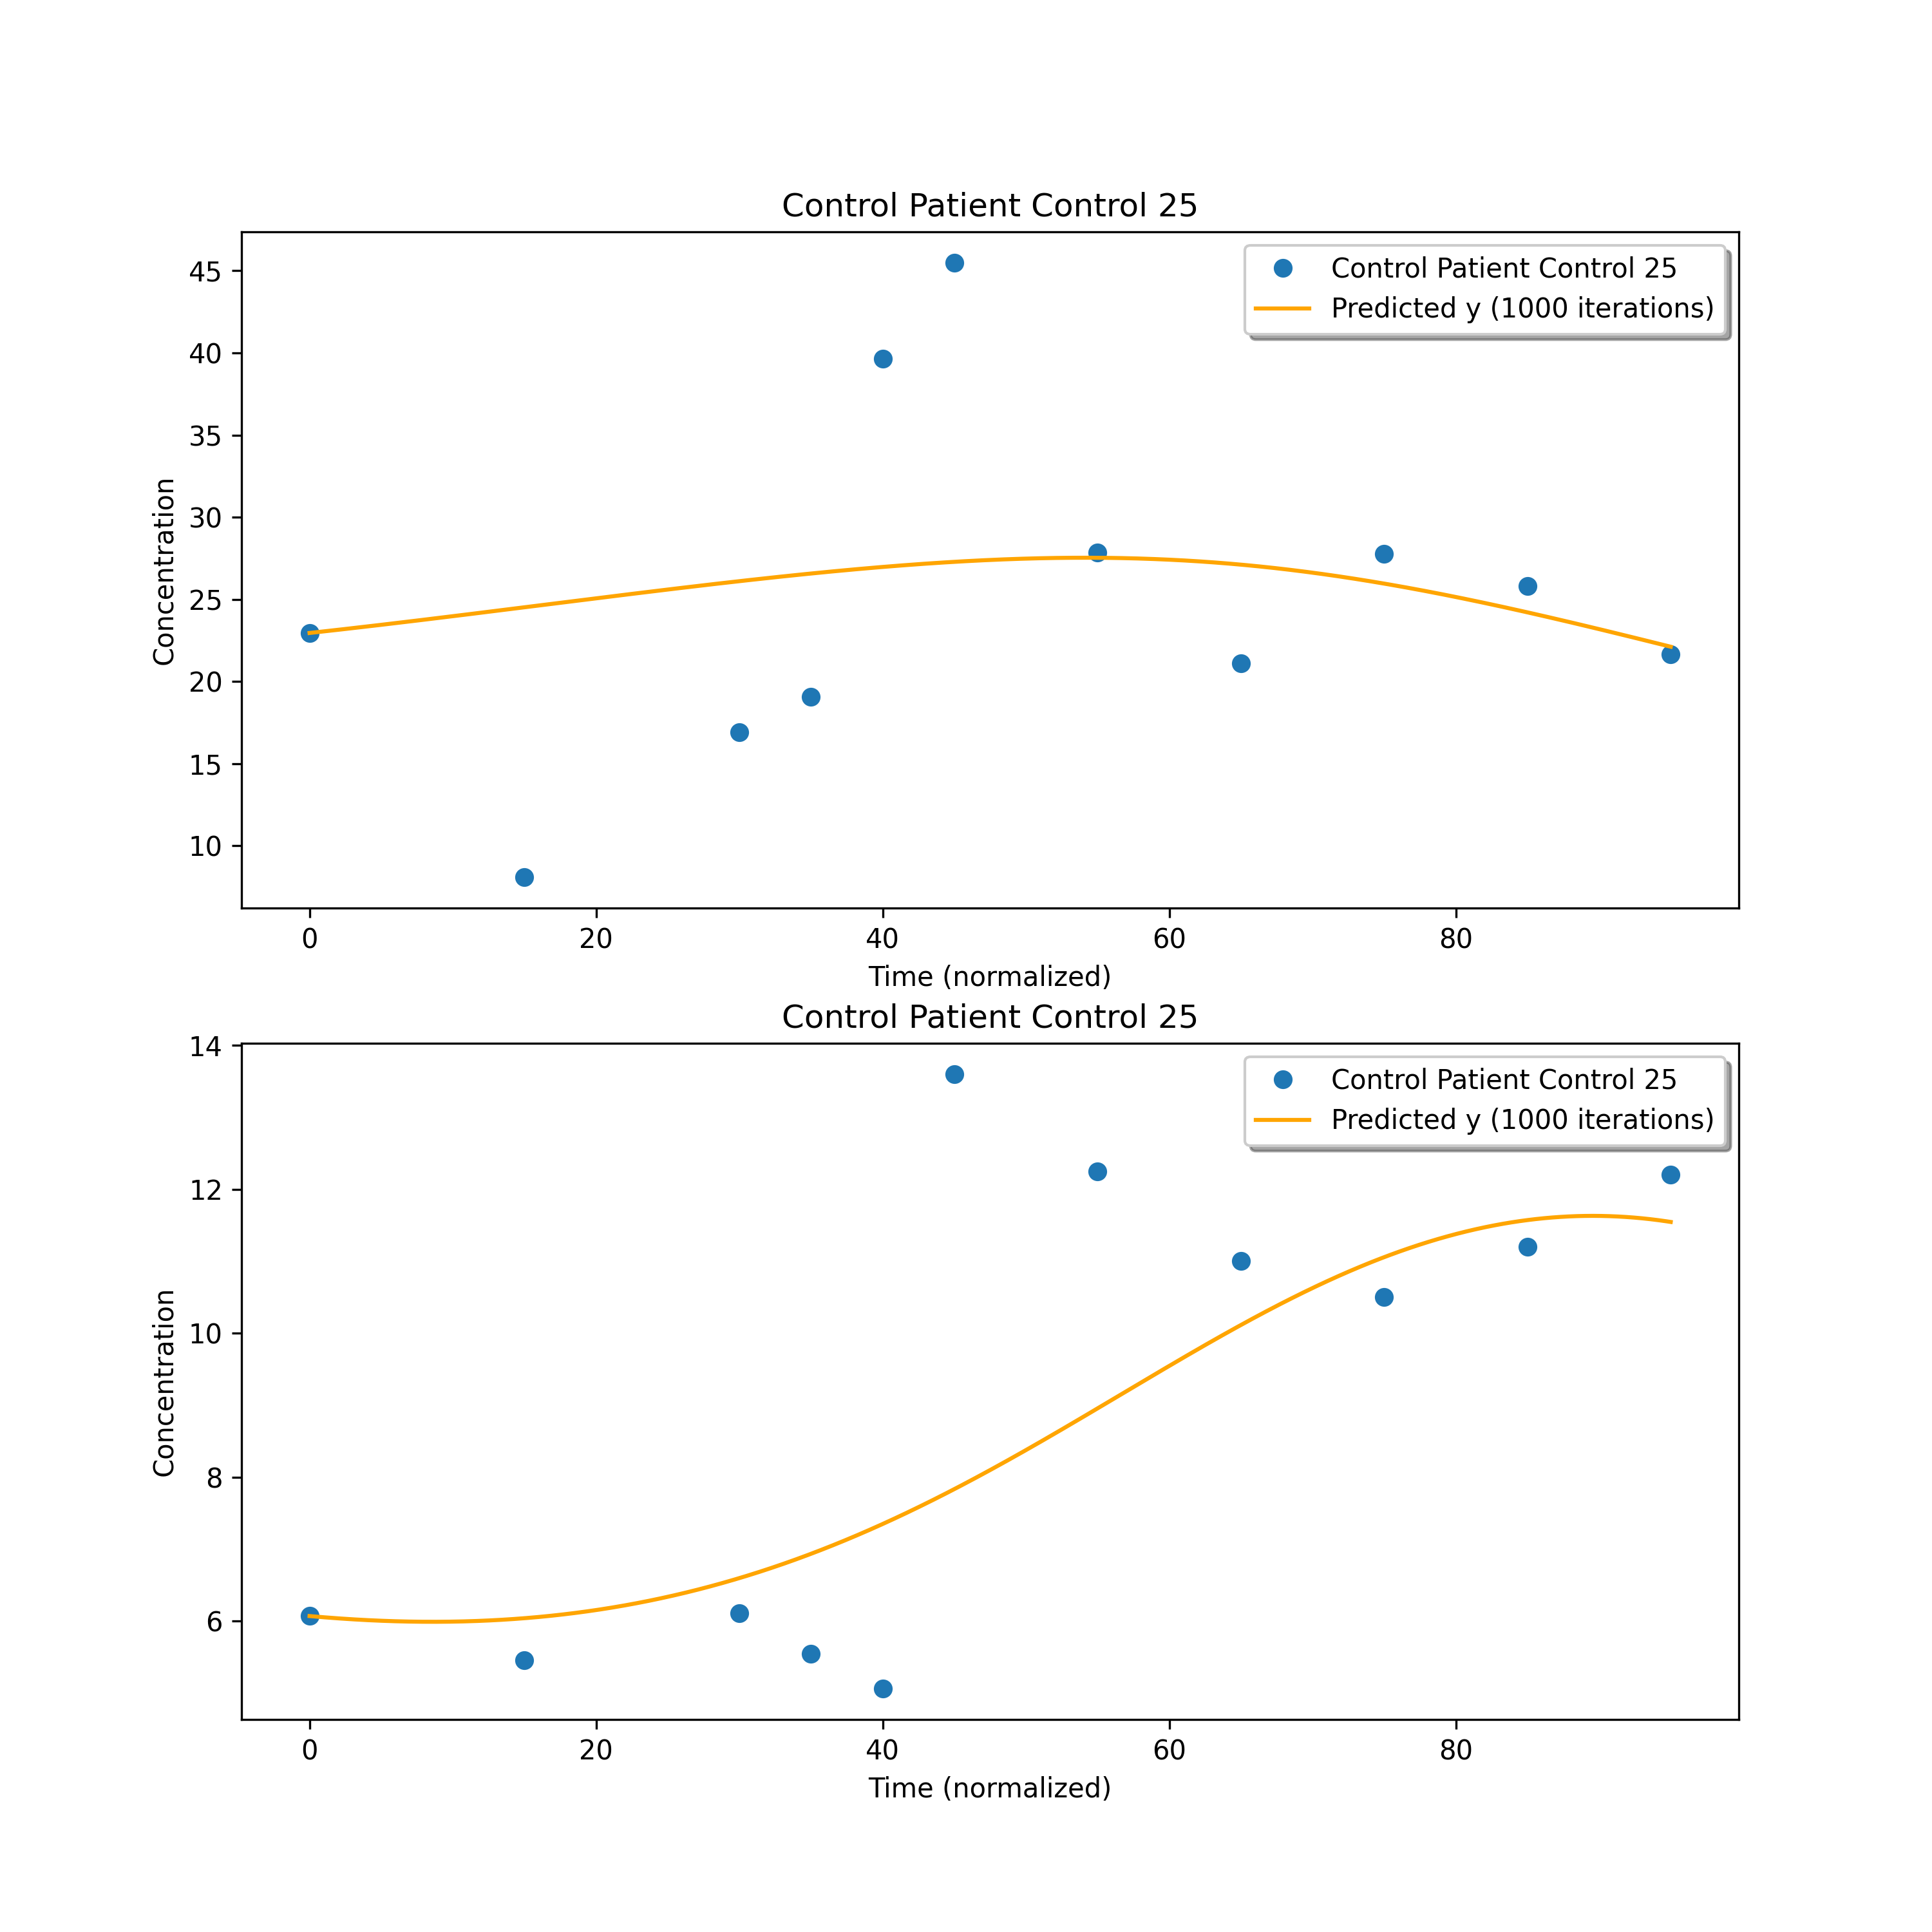 Control Patient Control 25
Control Patient Control 25
Predicted y (1000 iterations)
45
40
35
30
25
20
15
10
Concentration
0 20 40 60 80
Time (normalized)
Control Patient Control 25
Control Patient Control 25
Predicted y (1000 iterations)
14
12
10
8
6
Concentration
0 20 40 60 80
Time (normalized)